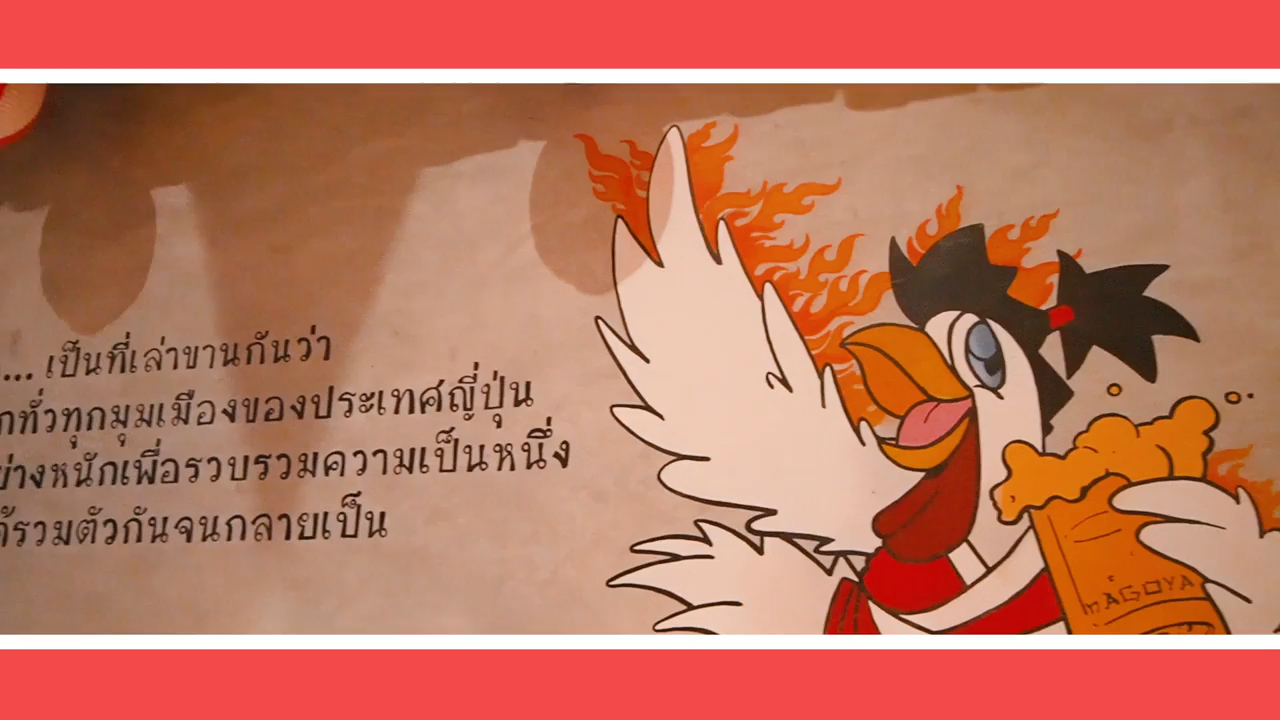 ... เป็นที่เล่าขานกันว่า
ทั่วทุกมุมเมืองของประเทศญี่ปุ่น
หนักเพื่อรวบรวมความเป็นหนึ่ง
รวมตัวกันจนกลายเป็น
NAGOYA